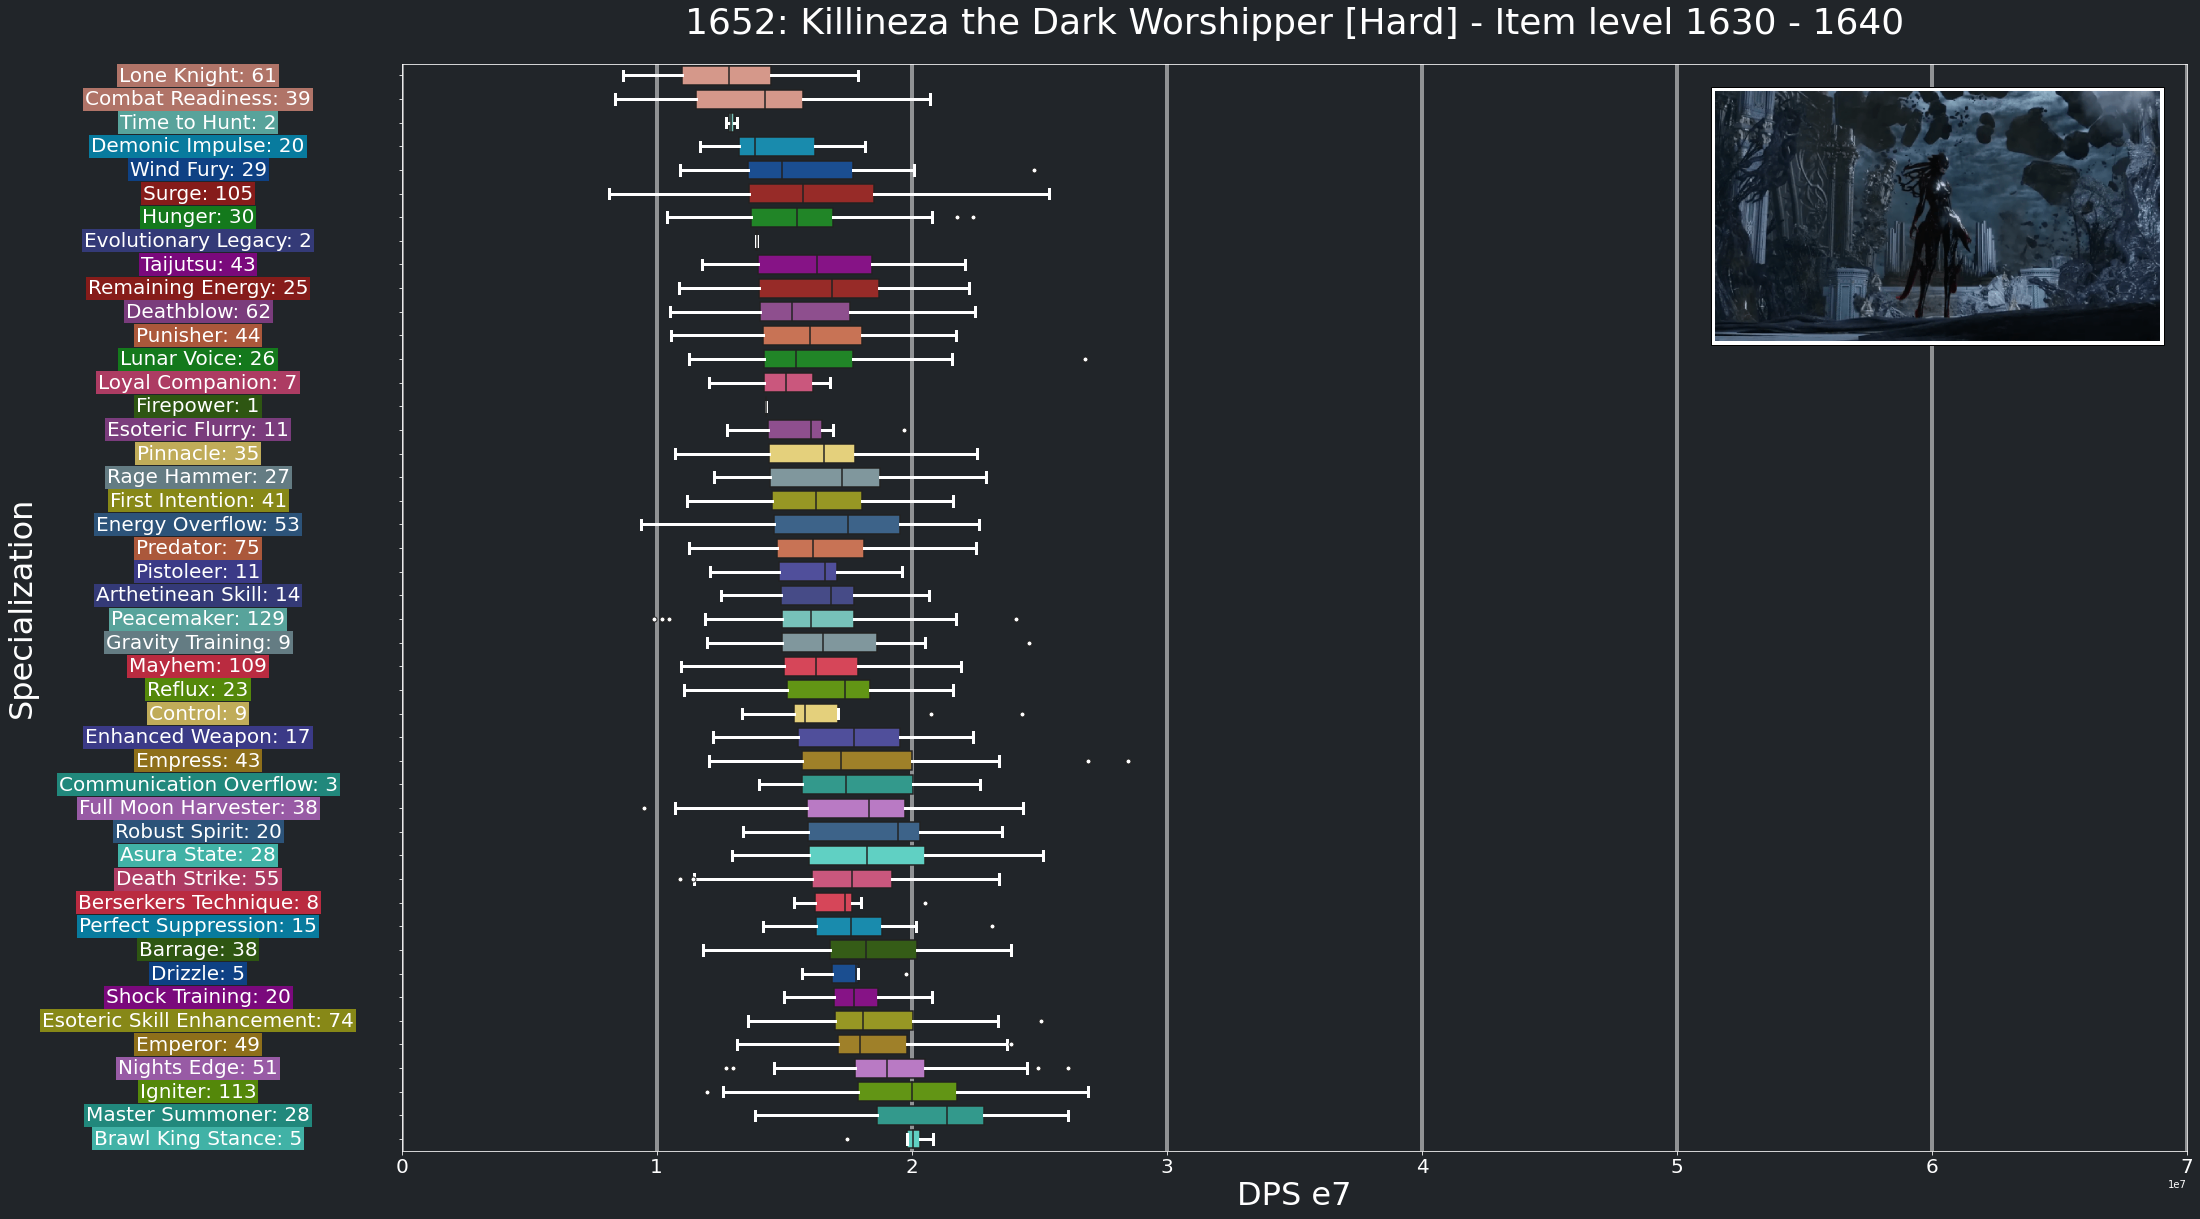 1652: Killineza the Dark Worshipper [Hard] - Item level 1630 - 1640
Specialization
Lone Knight: 61
Combat Readiness: 39
Time to Hunt: 2
Demonic Impulse: 20
Wind Fury: 29
Surge: 105
Hunger: 30
Evolutionary Legacy: 2
Taijutsu: 43
Remaining Energy: 25
Deathblow: 62
Punisher: 44
Lunar Voice: 26
Loyal Companion: 7
Firepower: 1
Esoteric Flurry: 11
Pinnacle: 35
Rage Hammer: 27
First Intention: 41
Energy Overflow: 53
Predator: 75
Pistoleer: 11
Arthetinean Skill: 14
Peacemaker: 129
Gravity Training: 9
Mayhem: 109
Reflux: 23
Control: 9
Enhanced Weapon: 17
Empress: 43
Communication Overflow: 3
Full Moon Harvester: 38
Robust Spirit: 20
Asura State: 28
Death Strike: 55
Berserkers Technique: 8
Perfect Suppression: 15
Barrage: 38
Drizzle: 5
Shock Training: 20
Esoteric Skill Enhancement: 74
Emperor: 49
Nights Edge: 51
Igniter: 113
Master Summoner: 28
Brawl King Stance: 5
0 1 2 3 4 5 6 7
1e7
DPS e7